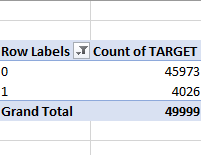 Row Labels Count of TARGET
0 45973
1 4026
Grand Total 49999